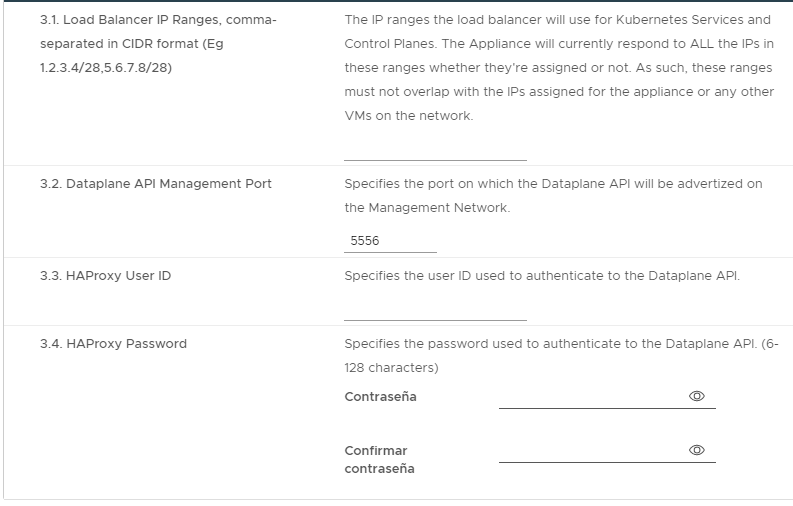 3.1. Load Balancer IP Ranges, comma-
separated in CIDR format (Eg
1.2.3.4/28,5.6.7.8/28)
The IP ranges the load balancer will use for Kubernetes Services and
Control Planes. The Appliance will currently respond to ALL the IPs in
these ranges whether they're assigned or not. As such, these ranges
must not overlap with the IPs assigned for the appliance or any other
VMs on the network.
3.2. Dataplane API Management Port
Specifies the port on which the Dataplane API will be advertized on
the Management Network.
5556
3.3. HAProxy User ID
Specifies the user ID used to authenticate to the Dataplane API.
3.4. HAProxy Password
Specifies the password used to authenticate to the Dataplane API. (6-
128 characters)
Contraseña
Confirmar
contraseña